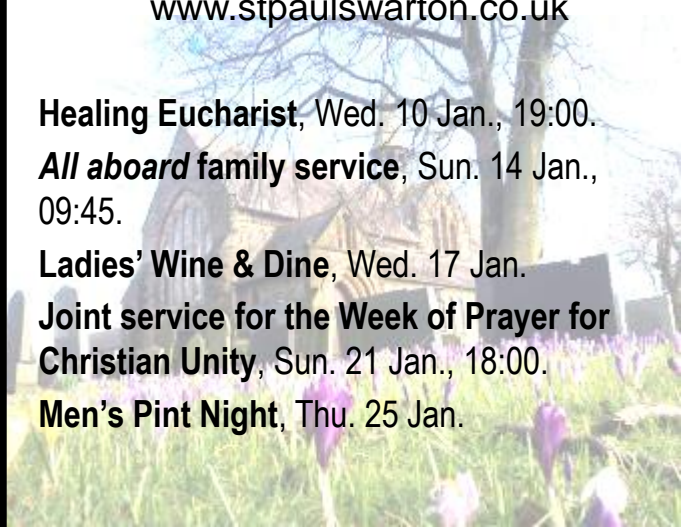 www.stpaulswarton.co.uk
Healing Eucharist, Wed. 10 Jan., 19:00.
All aboard family service, Sun. 14 Jan.,
09:45.
Ladies’ Wine & Dine, Wed. 17 Jan.
Joint service for the Week of Prayer for
Christian Unity, Sun. 21 Jan., 18:00.
Men’s Pint Night, Thu. 25 Jan.